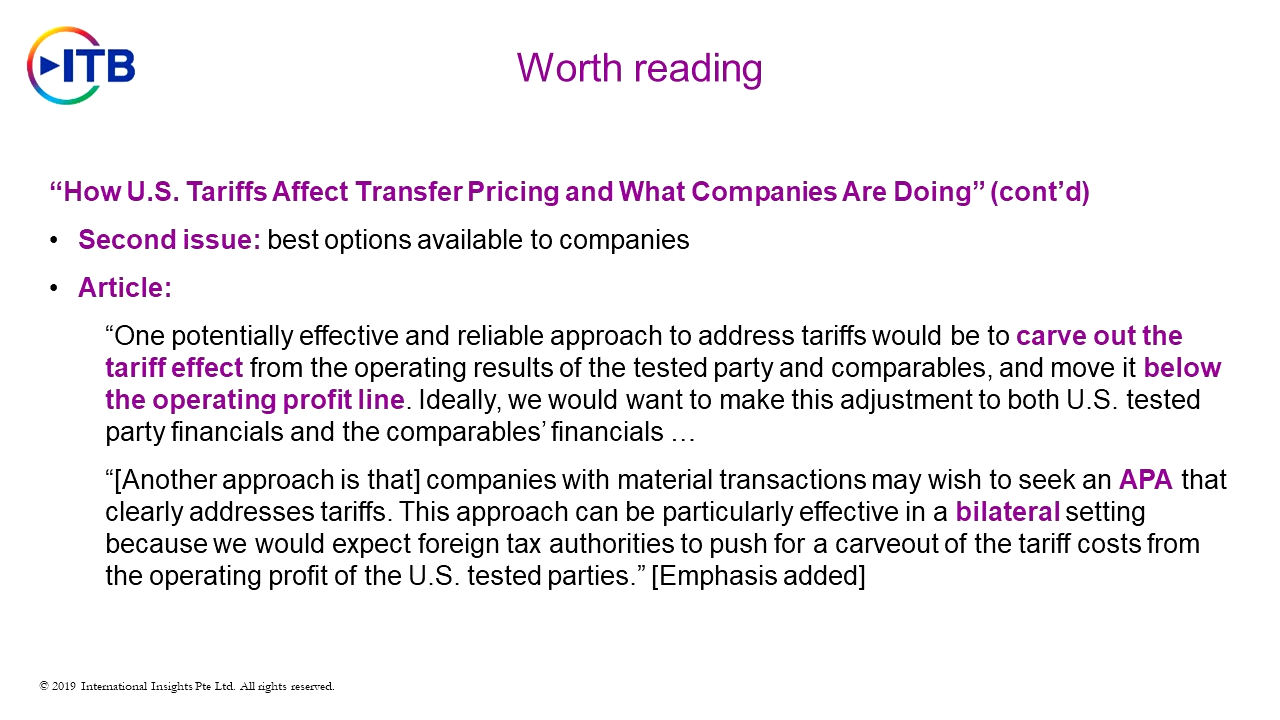 ITB
Worth reading
“How U.S. Tariffs Affect Transfer Pricing and What Companies Are Doing” (cont’d)
• Second issue: best options available to companies
• Article:
“One potentially effective and reliable approach to address tariffs would be to carve out the
tariff effect from the operating results of the tested party and comparables, and move it below
the operating profit line. Ideally, we would want to make this adjustment to both U.S. tested
party financials and the comparables’ financials …
“[Another approach is that] companies with material transactions may wish to seek an APA that
clearly addresses tariffs. This approach can be particularly effective in a bilateral setting
because we would expect foreign tax authorities to push for a carveout of the tariff costs from
the operating profit of the U.S. tested parties.” [Emphasis added]
© 2019 International Insights Pte Ltd. All rights reserved.